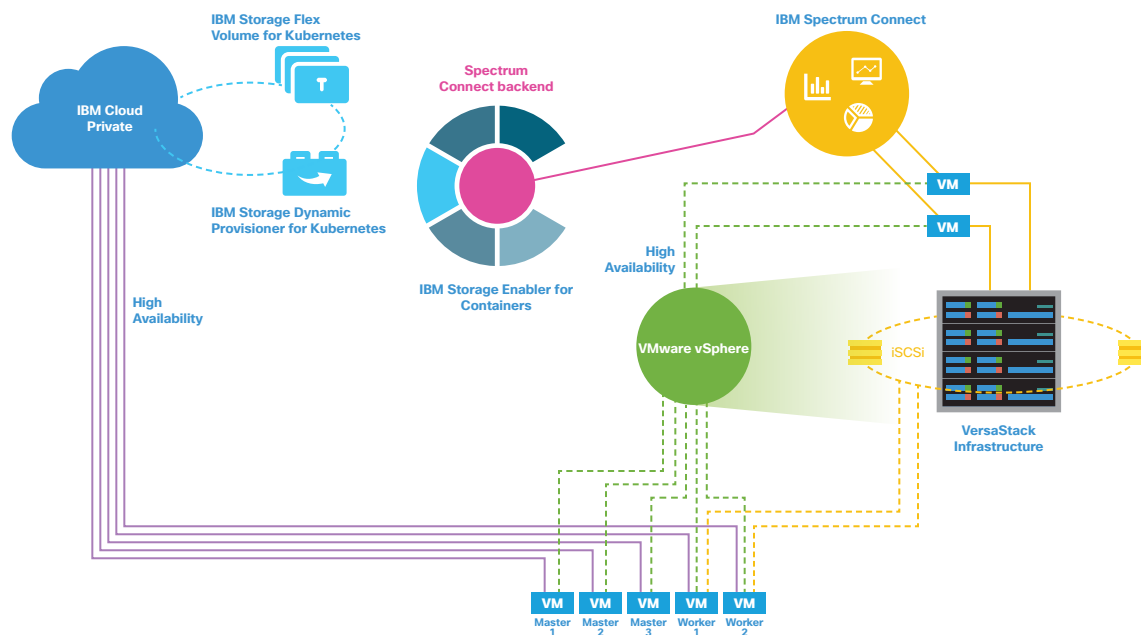 IBM Storage Flex
Volume for Kubernetes
IBM Spectrum Connect
Spectrum
Connect backend
IBM Cloud
Private
VM
IBM Storage Dynamic
Provisioner for Kubernetes
VM
High
Availability
IBM Storage Enabler for
Containers
High
Availability
VMware vSphere
iSCSi
VersaStack
Infrastructure
VM
VM
VM
VM
VM
Master
1
Master
2
Master
3
Worker
1
Worker
2